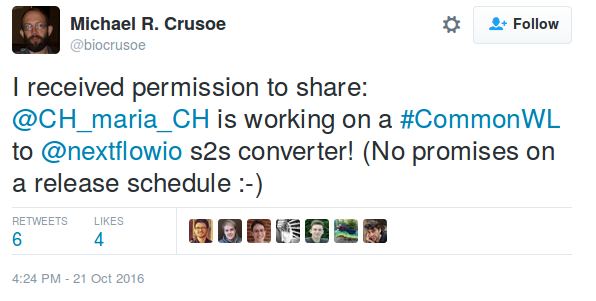 Michael R. Crusoe
@biocrusoe
Follow
I received permission to share:
@CH_maria_CH is working on a #CommonWL
to @nextflowio s2s converter! (No promises on
a release schedule :-)
RETWEETS LIKES
6 4
4:24 PM - 21 Oct 2016